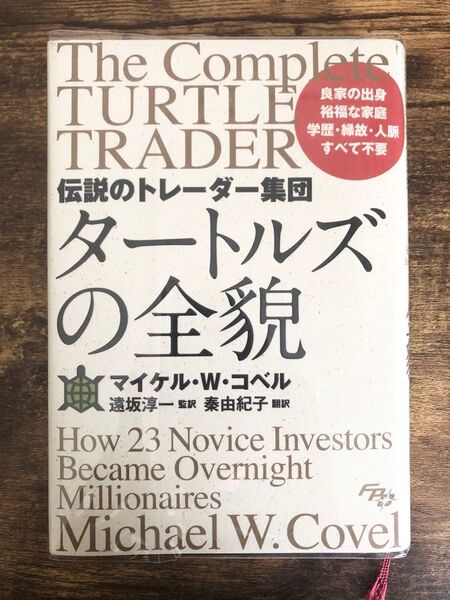 The Complete
TURTLE
TRADER
良家の出身
裕福な家庭
学歴・縁故・人脈
すべて不要
伝説のトレーダー集団
タートルズ
の全貌
マイケル・W・コベル
遠坂淳一 監訳 秦由紀子 翻訳
How 23 Novice Investors
Became Overnight
Millionaires
Michael W. Covel